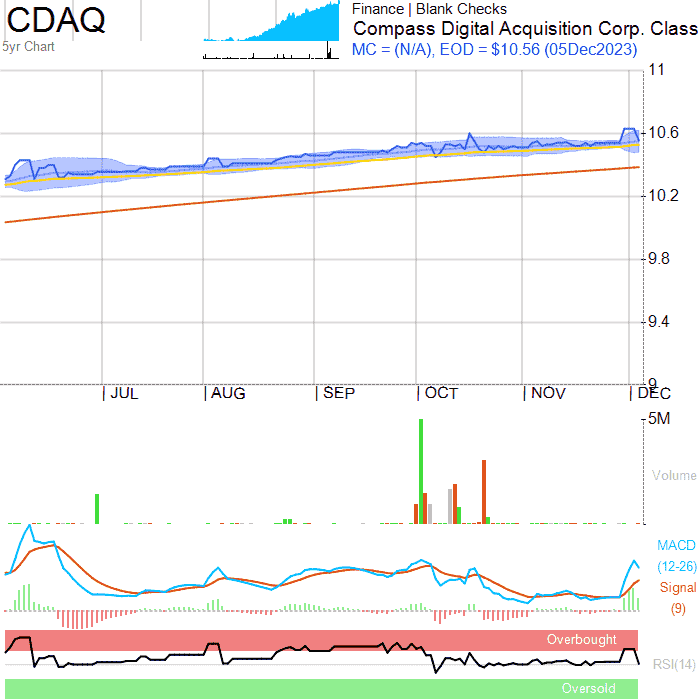 CDAQ
5yr Chart
Finance | Blank Checks
Compass Digital Acquisition Corp. Class
MC = (N/A), EOD = $10.56 (05Dec2023)
11
10.6
10.2
9.8
9.4
9
JUL
AUG
SEP
OCT
NOV
DEC
5M
Volume
MACD
(12-26)
Signal
(9)
Overbought
RSI(14)
Oversold